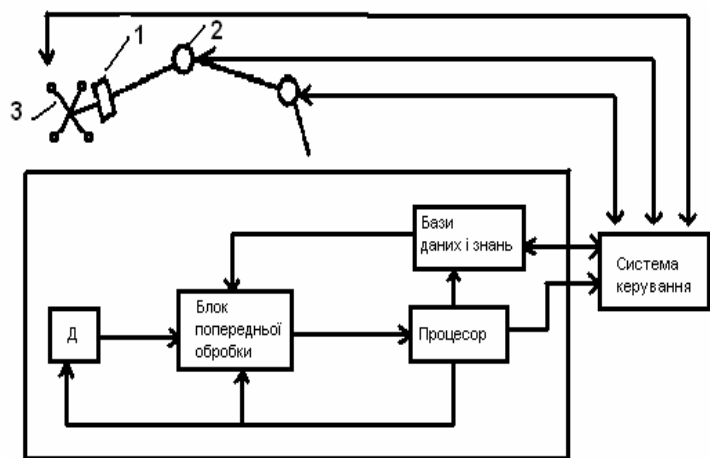 1
2
3
Бази
даних і знань
Система
керування
Блок
попередньої
обробки
Процесор
Д